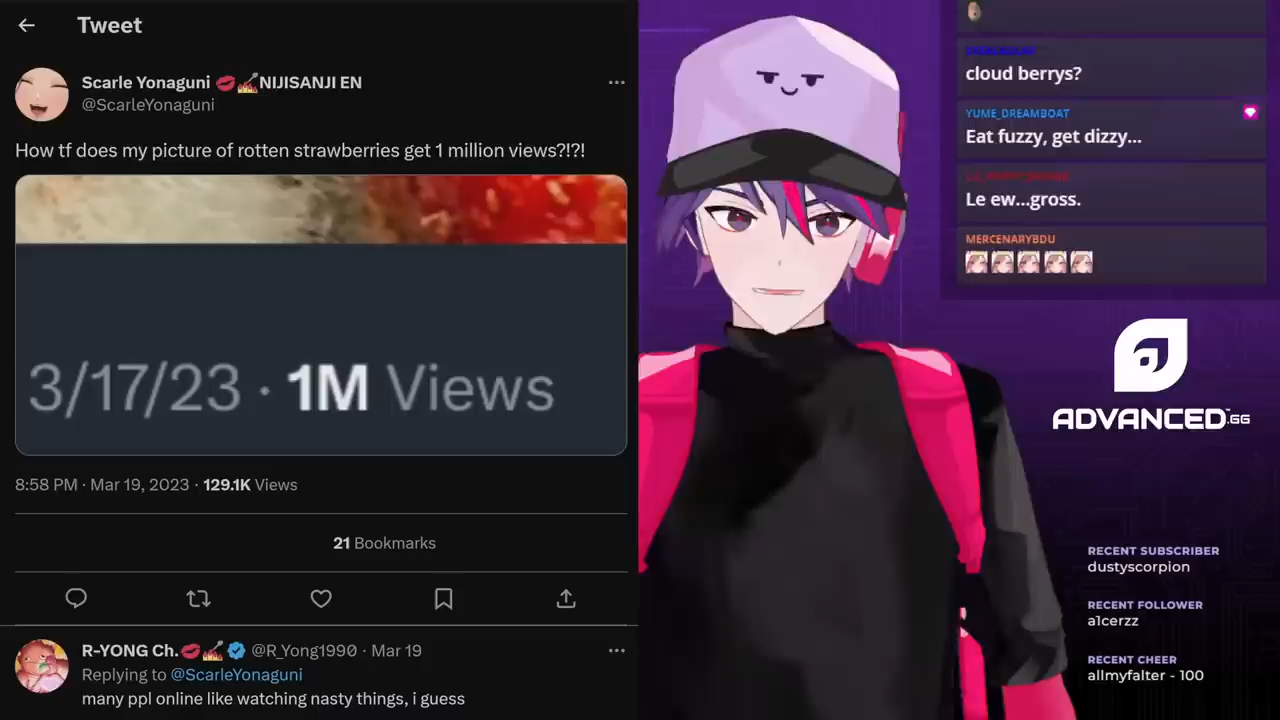 Tweet
Scarle Yonaguni 💋💅NIJISANJI EN
@ScarleYonaguni
How tf does my picture of rotten strawberries get 1 million views?!?!
3/17/23 · 1M Views
8:58 PM · Mar 19, 2023 · 129.1K Views
21 Bookmarks
R-YONG Ch.💋💅 @R_Yong1990 · Mar 19
Replying to @ScarleYonaguni
many ppl online like watching nasty things, i guess
cloud berrys?
YUME_DREAMBOAT
Eat fuzzy, get dizzy...
Le ew...gross.
MERCENARYBDU
ADVANCED.GG
RECENT SUBSCRIBER
dustyscorpion
RECENT FOLLOWER
a1cerzz
RECENT CHEER
allmyfalter - 100